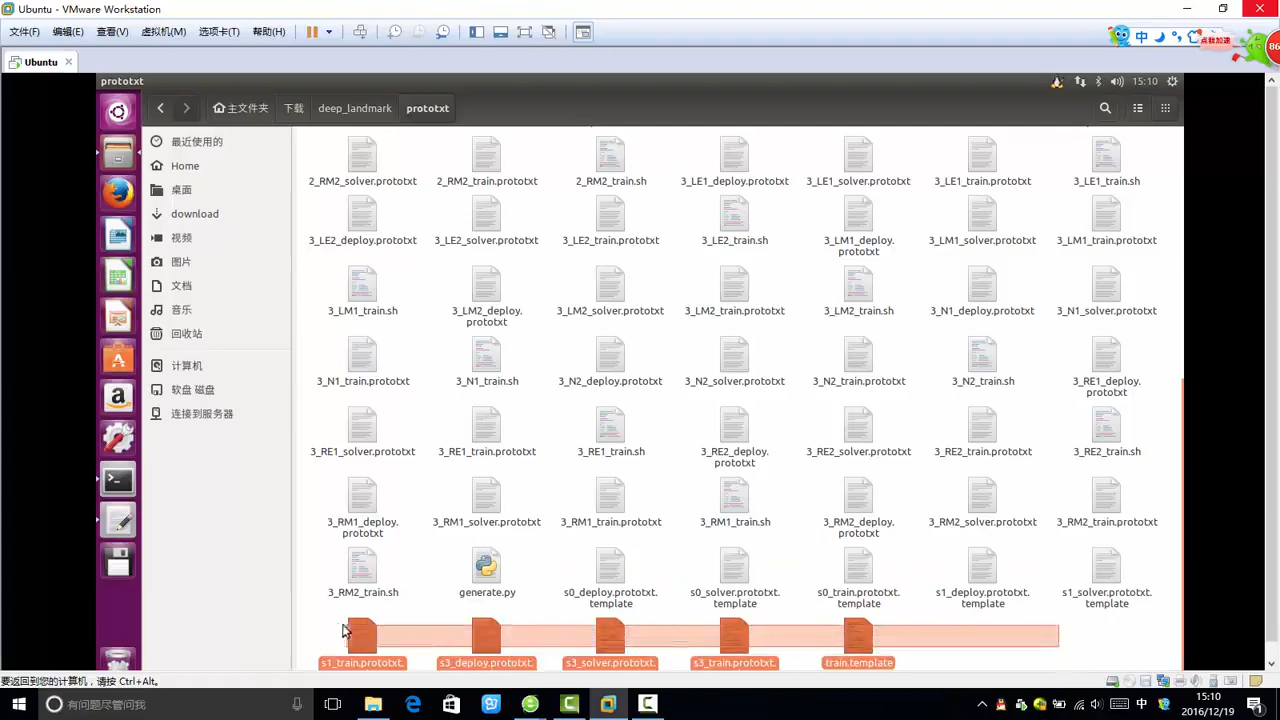 Ubuntu - VMware Workstation
文件(F) 编辑(E) 查看(V) 虚拟机(M) 选项卡(T) 帮助(H)
中
点我加速
86
Ubuntu
prototxt
15:10
主文件夹 下载 deep_landmark prototxt
最近使用的
Home
桌面
download
视频
图片
文档
音乐
回收站
计算机
软盘 磁盘
连接到服务器
2_RM2_solver.prototxt 2_RM2_train.prototxt 2_RM2_train.sh 3_LE1_deploy.prototxt 3_LE1_solver.prototxt 3_LE1_train.prototxt 3_LE1_train.sh
3_LE2_deploy.prototxt 3_LE2_solver.prototxt 3_LE2_train.prototxt 3_LE2_train.sh 3_LM1_deploy. 3_LM1_solver.prototxt 3_LM1_train.prototxt
prototxt
3_LM1_train.sh 3_LM2_deploy. 3_LM2_solver.prototxt 3_LM2_train.prototxt 3_LM2_train.sh 3_N1_deploy.prototxt 3_N1_solver.prototxt
prototxt
3_N1_train.prototxt 3_N1_train.sh 3_N2_deploy.prototxt 3_N2_solver.prototxt 3_N2_train.prototxt 3_N2_train.sh 3_RE1_deploy.
prototxt
3_RE1_solver.prototxt 3_RE1_train.prototxt 3_RE1_train.sh 3_RE2_deploy. 3_RE2_solver.prototxt 3_RE2_train.prototxt 3_RE2_train.sh
prototxt
3_RM1_deploy. 3_RM1_solver.prototxt 3_RM1_train.prototxt 3_RM1_train.sh 3_RM2_deploy. 3_RM2_solver.prototxt 3_RM2_train.prototxt
prototxt prototxt
3_RM2_train.sh generate.py s0_deploy.prototxt. s0_solver.prototxt. s0_train.prototxt. s1_deploy.prototxt. s1_solver.prototxt.
template template template template template
s1_train.prototxt. s3_deploy.prototxt. s3_solver.prototxt. s3_train.prototxt. train.template
要返回到您的计算机，请按 Ctrl+Alt。
有问题尽管问我
中
15:10
2016/12/19